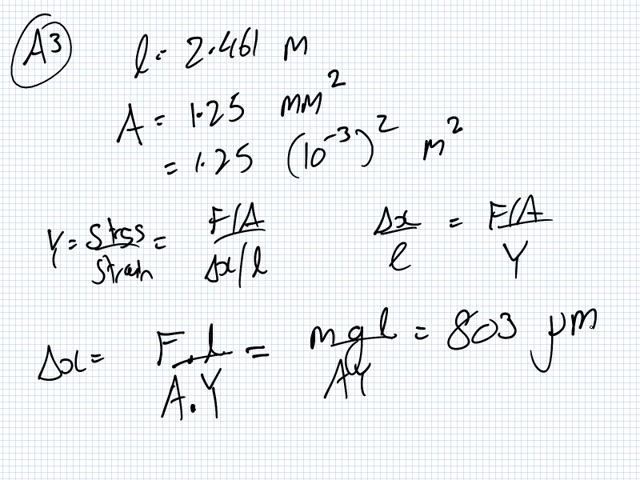 A3 l = 2.461 m
A = 1.25 mm²
= 1.25 (10⁻³)² m²
Y = Stress/Strain = (F/A)/(Δx/l) Δx/l = (F/A)/Y
Δx = F.l/A.Y = mgl/AY = 803 μm